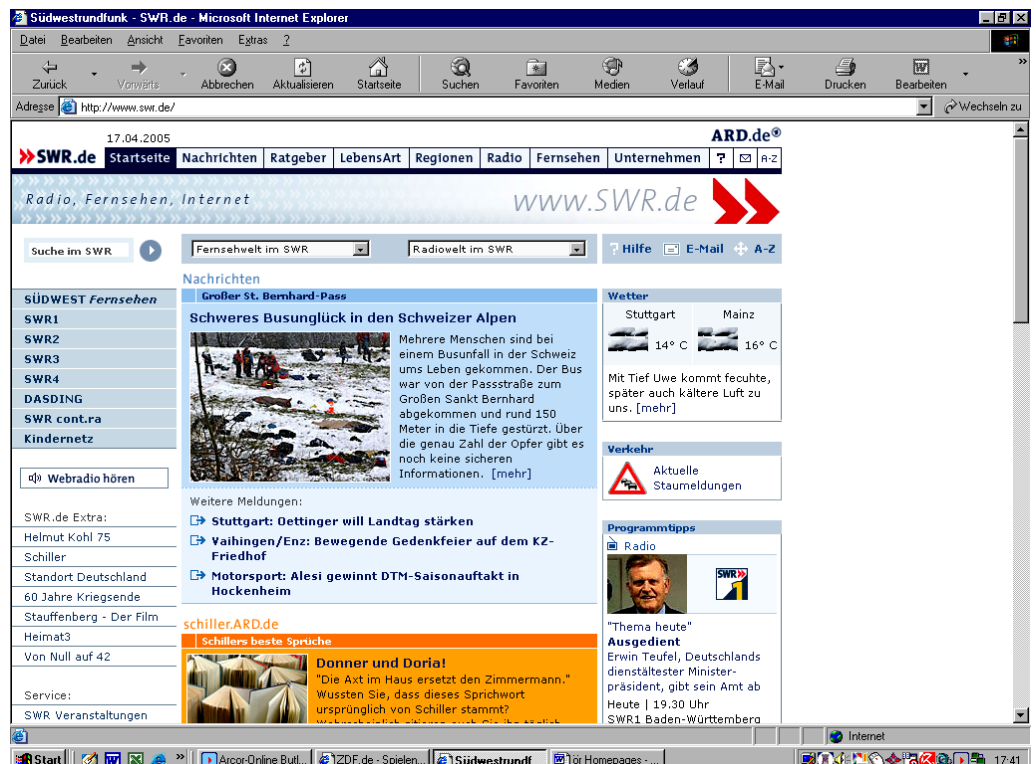 Südwestrundfunk - SWR.de - Microsoft Internet Explorer
Datei Bearbeiten Ansicht Favoriten Extras ?
Zurück Vorwärts Abbrechen Aktualisieren Startseite Suchen Favoriten Medien Verlauf E-Mail Drucken Bearbeiten »
Adresse http://www.swr.de/ Wechseln zu
17.04.2005 ARD.de
SWR.de Startseite Nachrichten Ratgeber LebensArt Regionen Radio Fernsehen Unternehmen ? A-Z
Radio, Fernsehen, Internet www.SWR.de
Suche im SWR Fernsehwelt im SWR Radiowelt im SWR ? Hilfe E-Mail A-Z
SÜDWEST Fernsehen
SWR1
SWR2
SWR3
SWR4
DASDING
SWR cont.ra
Kindernetz
Webradio hören
SWR.de Extra:
Helmut Kohl 75
Schiller
Standort Deutschland
60 Jahre Kriegsende
Stauffenberg - Der Film
Heimat3
Von Null auf 42
Service:
SWR Veranstaltungen
Nachrichten
Großer St. Bernhard-Pass
Schweres Busunglück in den Schweizer Alpen
Mehrere Menschen sind bei
einem Busunfall in der Schweiz
ums Leben gekommen. Der Bus
war von der Passstraße zum
Großen Sankt Bernhard
abgekommen und rund 150
Meter in die Tiefe gestürzt. Über
die genau Zahl der Opfer gibt es
noch keine sicheren
Informationen. [mehr]
Weitere Meldungen:
Stuttgart: Oettinger will Landtag stärken
Vaihingen/Enz: Bewegende Gedenkfeier auf dem KZ-
Friedhof
Motorsport: Alesi gewinnt DTM-Saisonauftakt in
Hockenheim
schiller.ARD.de
Schillers beste Sprüche
Donner und Doria!
"Die Axt im Haus ersetzt den Zimmermann."
Wussten Sie, dass dieses Sprichwort
ursprünglich von Schiller stammt?
Wahrscheinlich zitieren auch Sie ihn täglich
Wetter
Stuttgart Mainz
14° C 16° C
Mit Tief Uwe kommt fecuhte,
später auch kältere Luft zu
uns. [mehr]
Verkehr
Aktuelle
Staumeldungen
Programmtipps
Radio
SWR» 1
"Thema heute"
Ausgedient
Erwin Teufel, Deutschlands
dienstältester Minister-
präsident, gibt sein Amt ab
Heute | 19.30 Uhr
SWR1 Baden-Württemberg
Internet
Start » Arcor-Online Butl... ZDF.de - Spielen... Südwestrundf... ör Homepages - ... 17:41